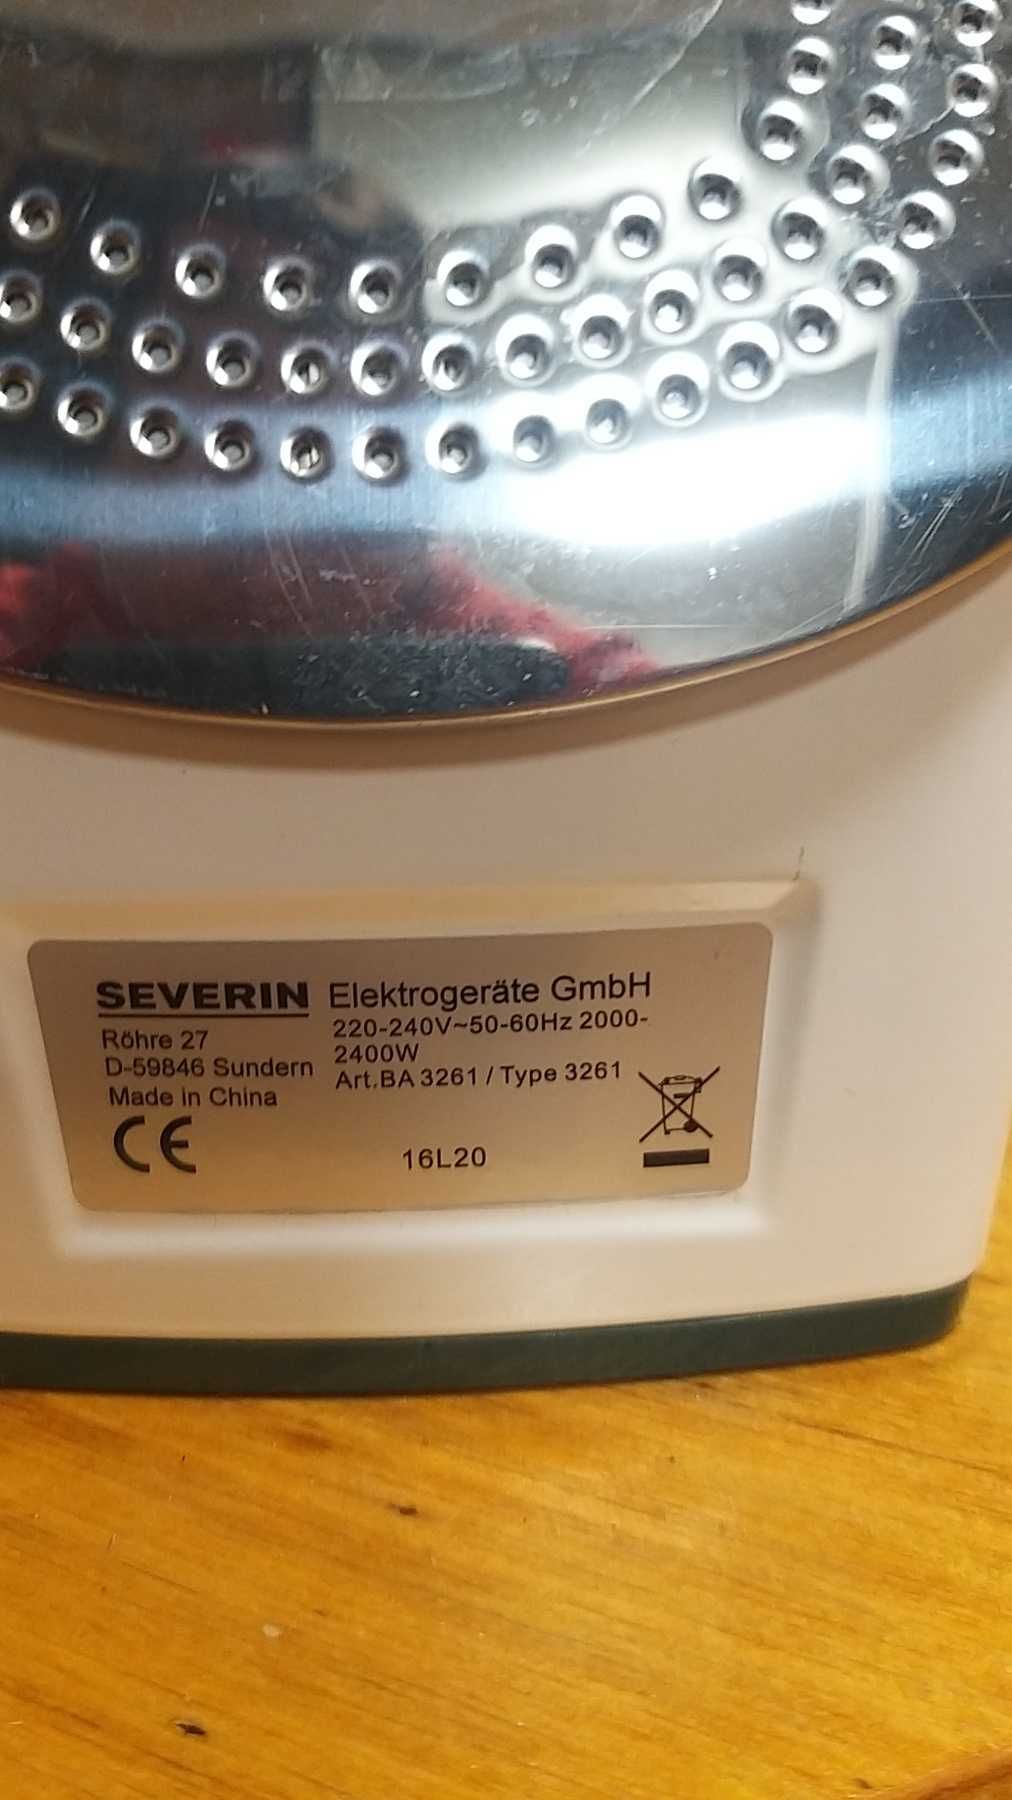 SEVERIN Elektrogeräte GmbH
Röhre 27
D-59846 Sundern
Made in China
220-240V~50-60Hz 2000-
2400W
Art.BA 3261 / Type 3261
CE
16L20